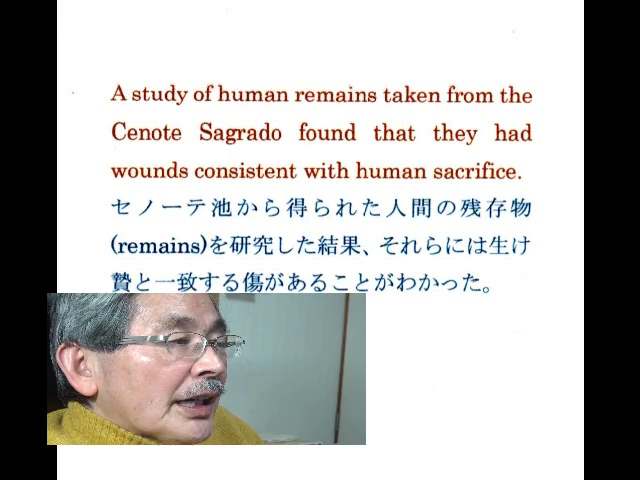 A study of human remains taken from the
Cenote Sagrado found that they had
wounds consistent with human sacrifice.
セノーテ池から得られた人間の残存物
(remains)を研究した結果、それらには生け
贄と一致する傷があることがわかった。